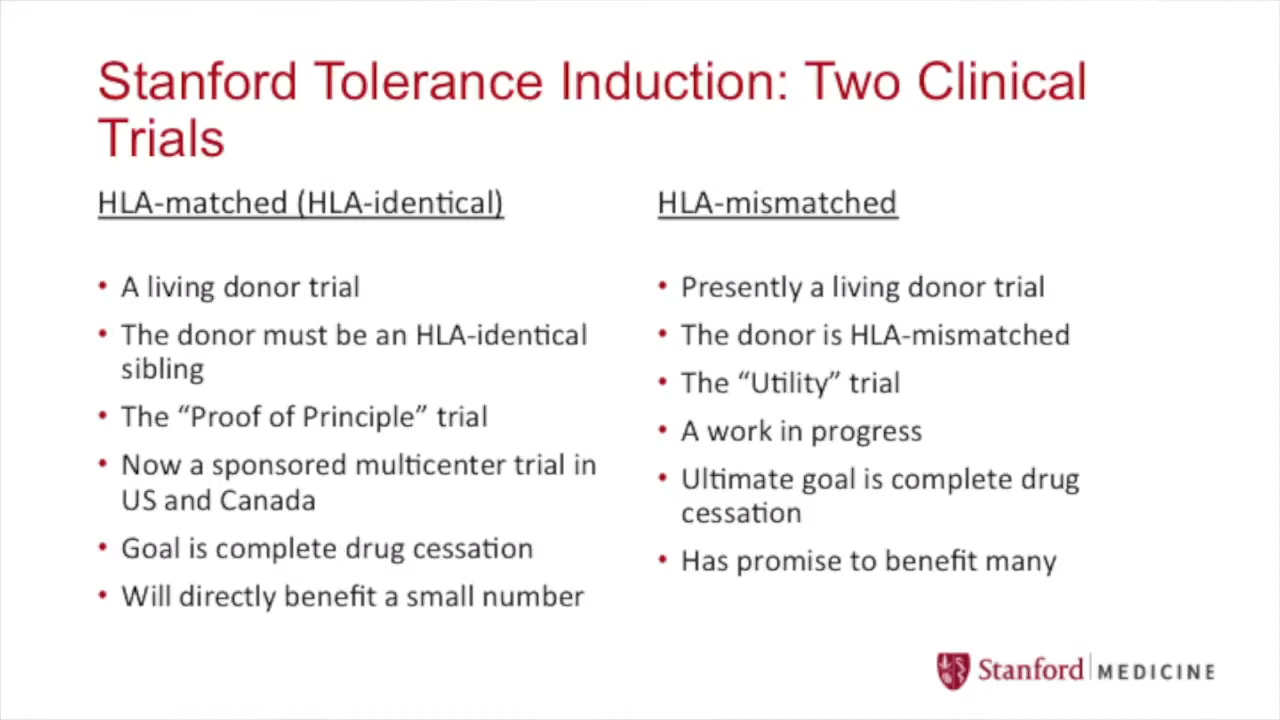 Stanford Tolerance Induction: Two Clinical
Trials
HLA-matched (HLA-identical)
• A living donor trial
• The donor must be an HLA-identical
sibling
• The “Proof of Principle” trial
• Now a sponsored multicenter trial in
US and Canada
• Goal is complete drug cessation
• Will directly benefit a small number
HLA-mismatched
• Presently a living donor trial
• The donor is HLA-mismatched
• The “Utility” trial
• A work in progress
• Ultimate goal is complete drug
cessation
• Has promise to benefit many
Stanford MEDICINE